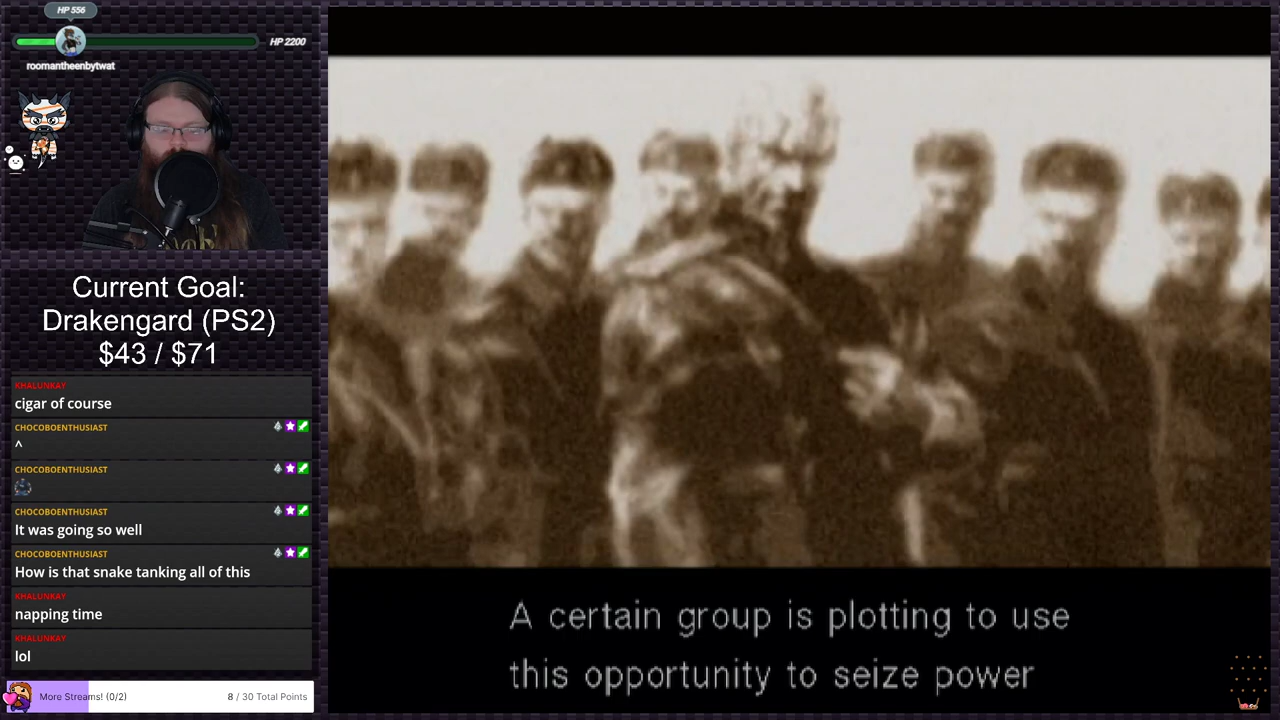 HP 556
HP 2200
roomantheenbytwat
Current Goal:
Drakengard (PS2)
$43 / $71
KHALUNKAY
cigar of course
CHOCOBOENTHUSIAST
^
CHOCOBOENTHUSIAST
CHOCOBOENTHUSIAST
It was going so well
CHOCOBOENTHUSIAST
How is that snake tanking all of this
KHALUNKAY
napping time
KHALUNKAY
lol
More Streams! (0/2)
8 / 30 Total Points
A certain group is plotting to use
this opportunity to seize power